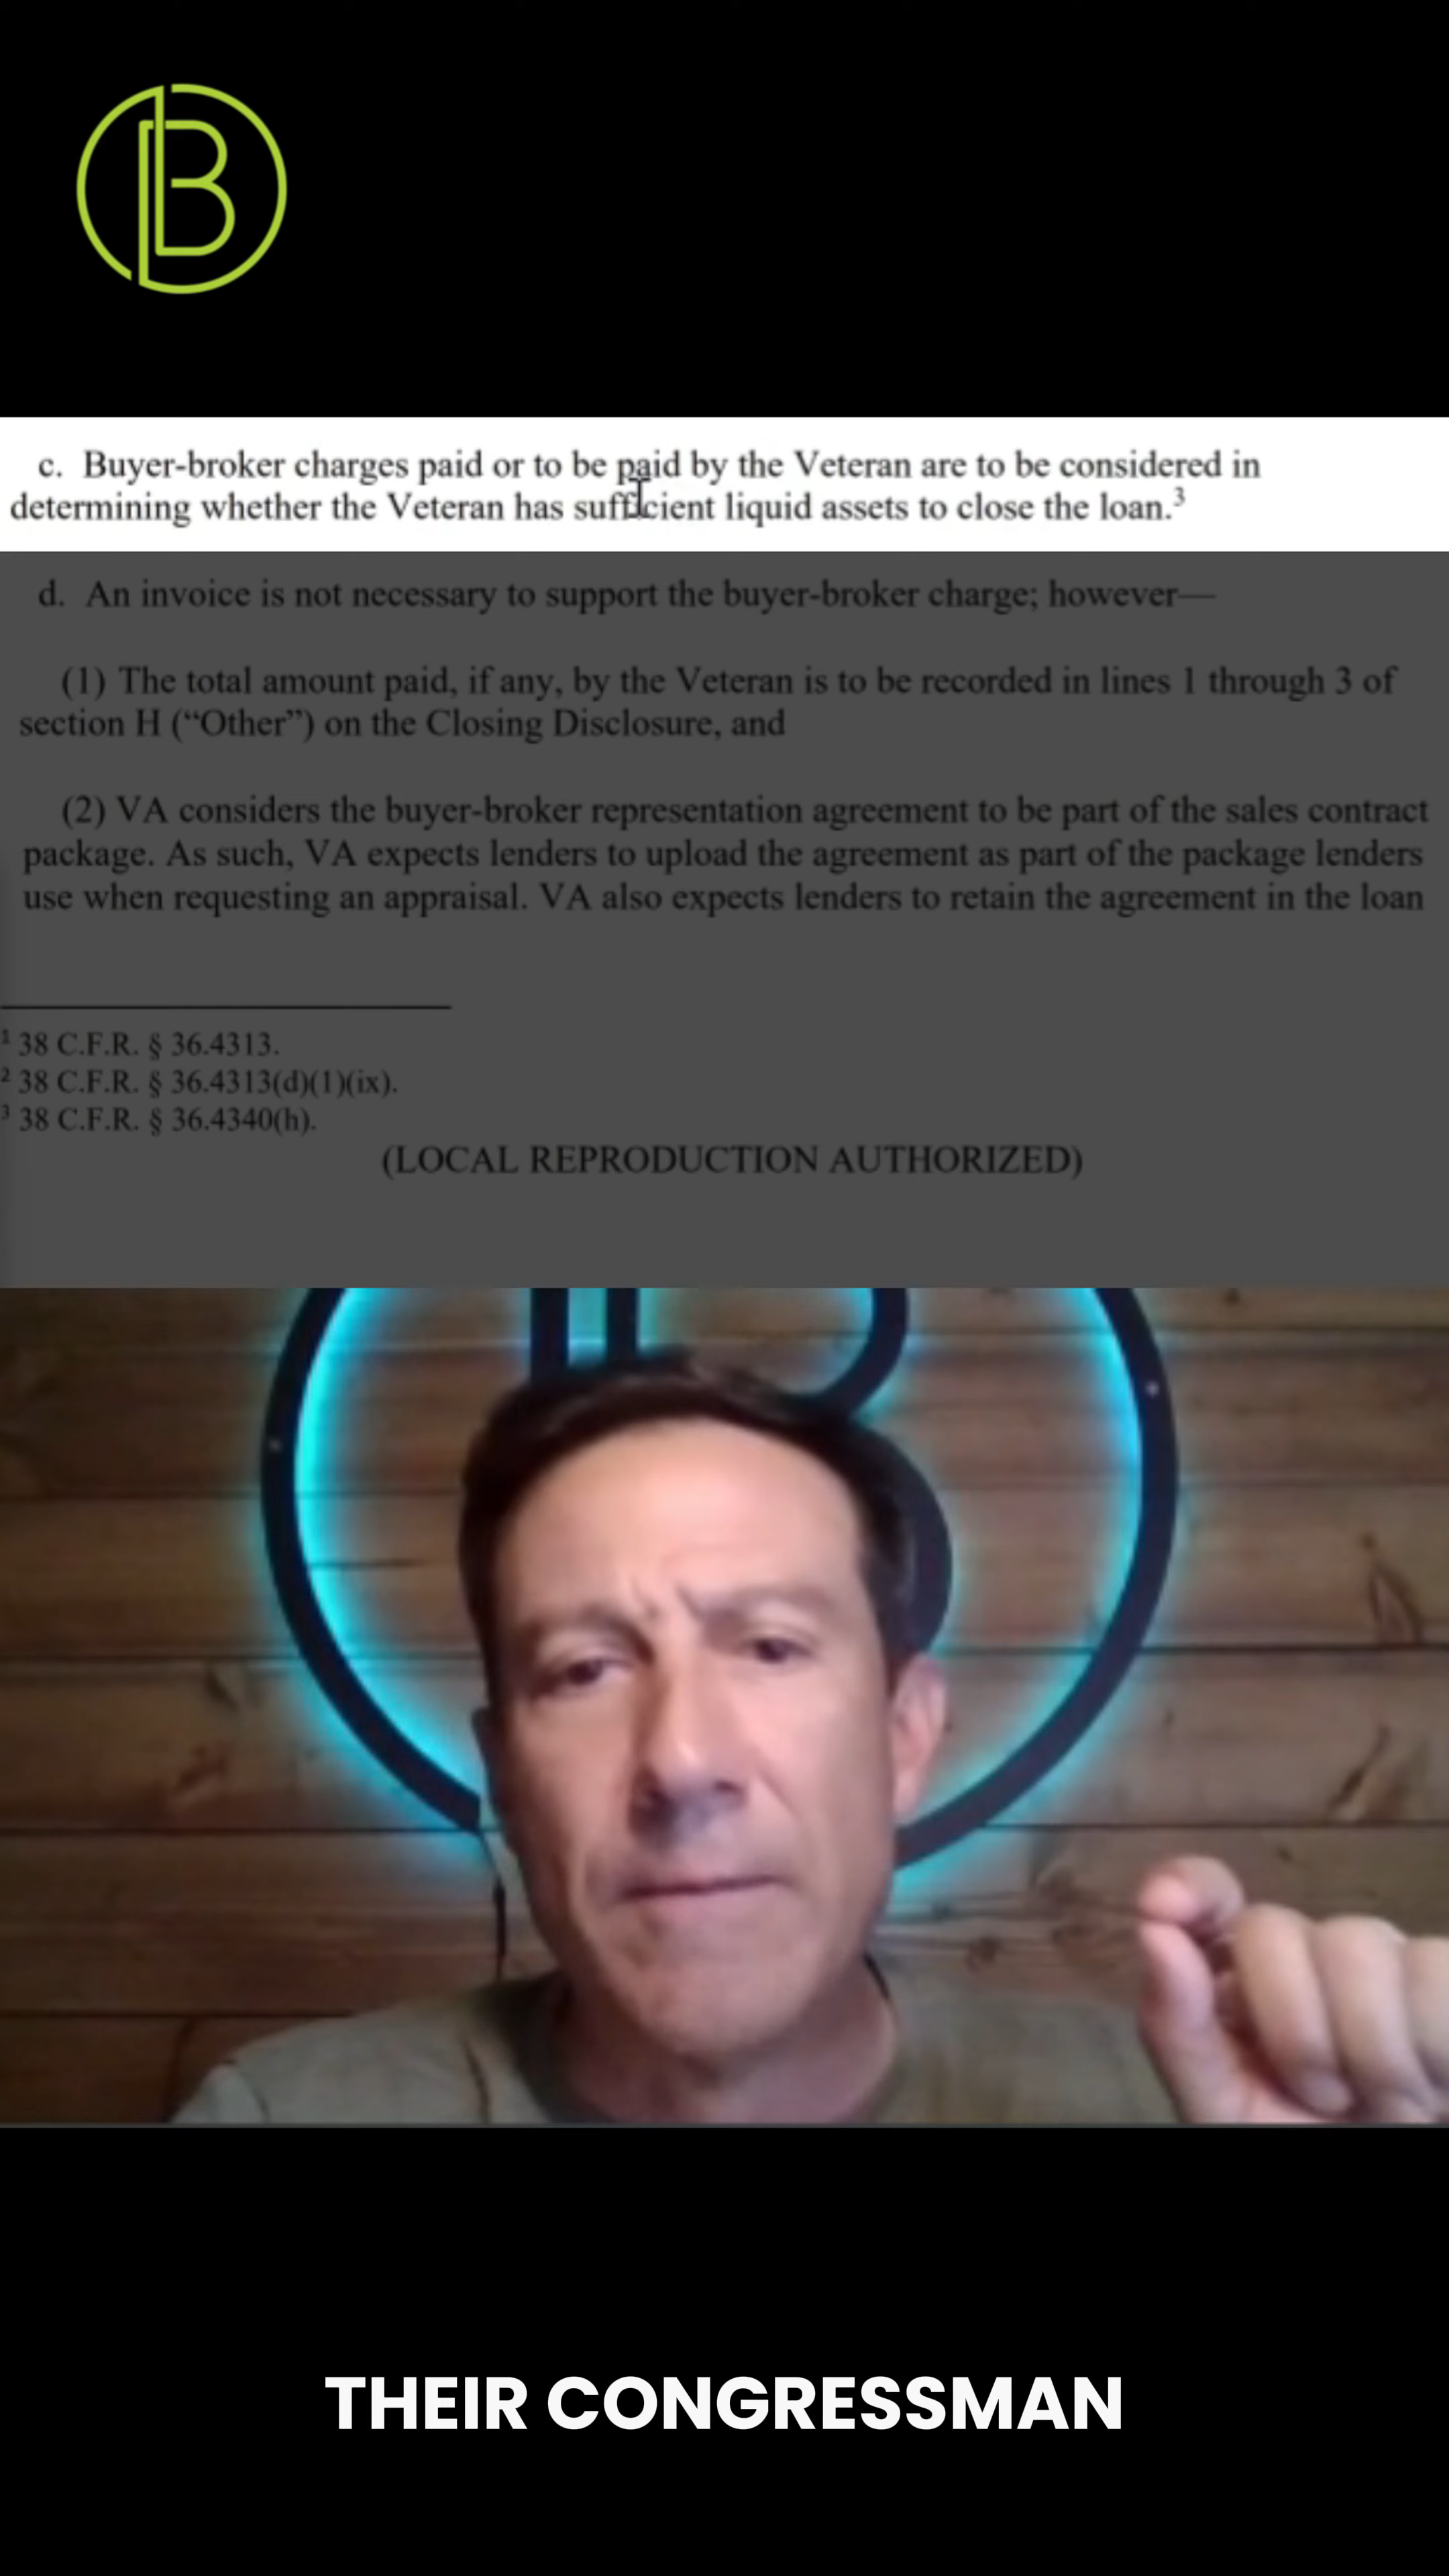 B
c. Buyer-broker charges paid or to be paid by the Veteran are to be considered in
determining whether the Veteran has sufficient liquid assets to close the loan.3
d. An invoice is not necessary to support the buyer-broker charge; however—
(1) The total amount paid, if any, by the Veteran is to be recorded in lines 1 through 3 of
section H (“Other”) on the Closing Disclosure, and
(2) VA considers the buyer-broker representation agreement to be part of the sales contract
package. As such, VA expects lenders to upload the agreement as part of the package lenders
use when requesting an appraisal. VA also expects lenders to retain the agreement in the loan
1 38 C.F.R. § 36.4313.
2 38 C.F.R. § 36.4313(d)(1)(ix).
3 38 C.F.R. § 36.4340(h).
(LOCAL REPRODUCTION AUTHORIZED)
B
THEIR CONGRESSMAN